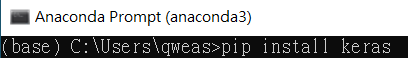 Anaconda Prompt (anaconda3)
(base) C:\Users\qweas>pip install keras